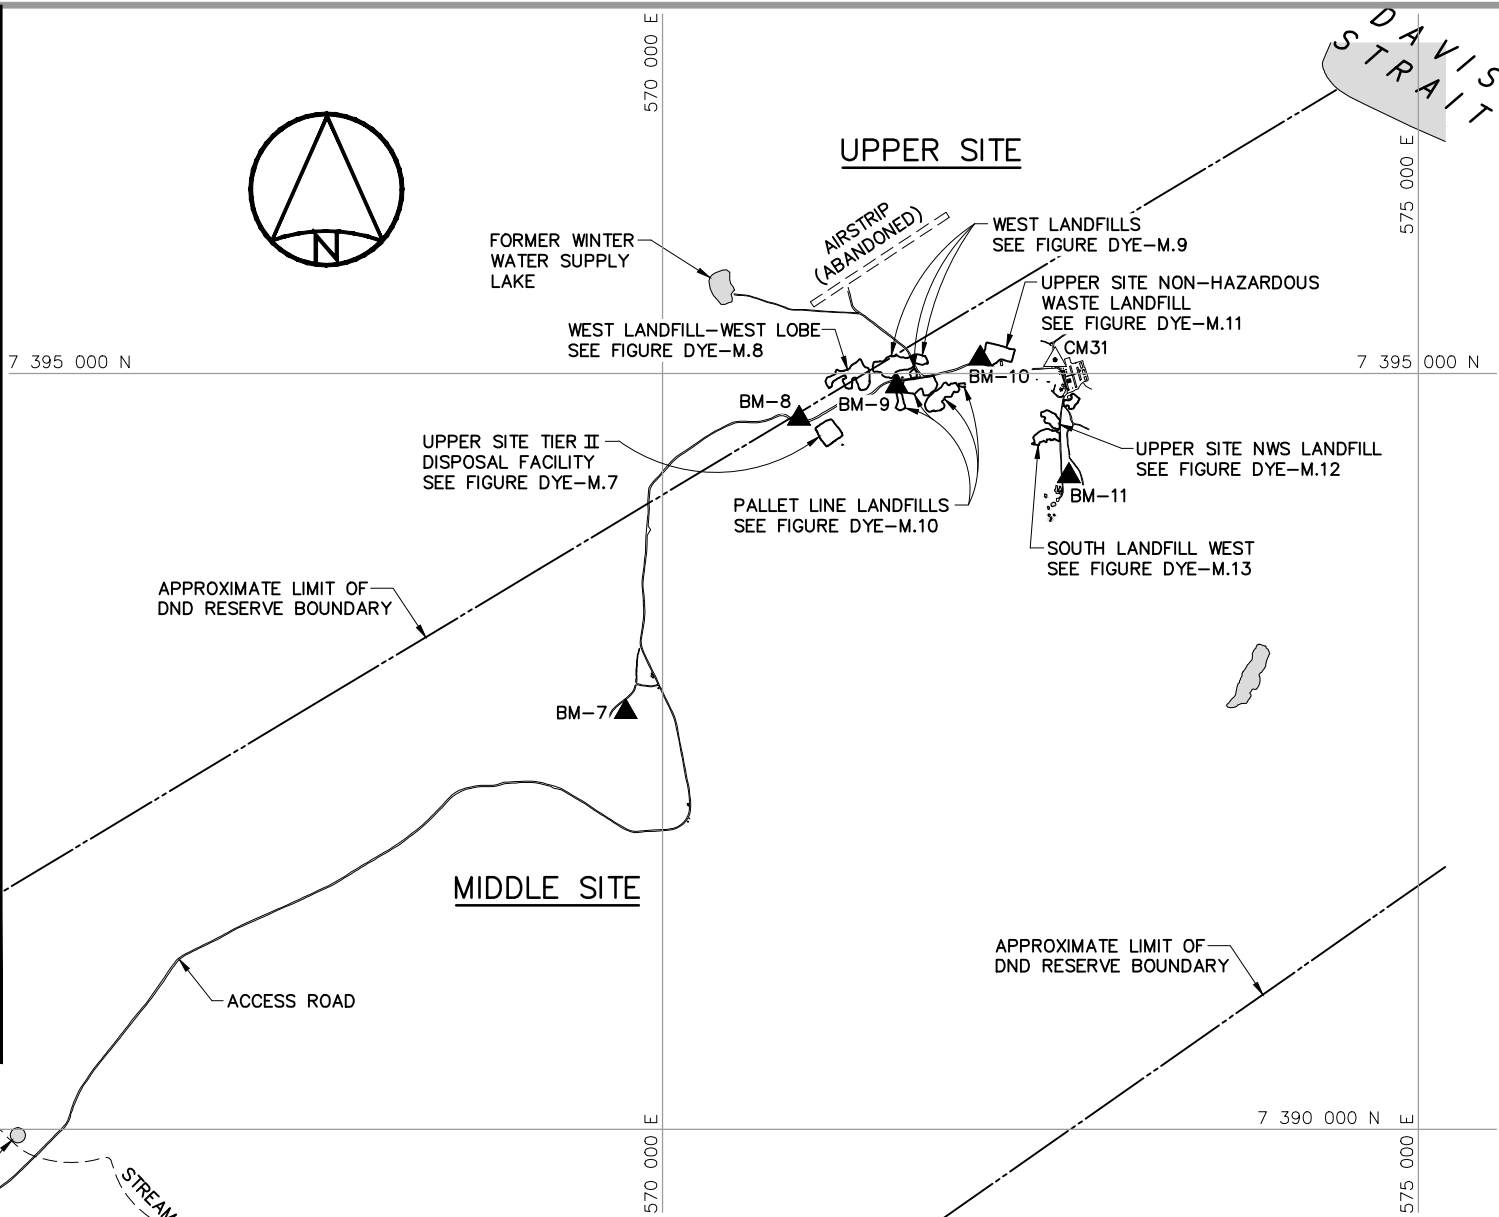 DAVIS
STRAIT
570 000 E
575 000 E
UPPER SITE
N
AIRSTRIP
(ABANDONED)
WEST LANDFILLS
SEE FIGURE DYE-M.9
FORMER WINTER
WATER SUPPLY
LAKE
UPPER SITE NON-HAZARDOUS
WASTE LANDFILL
SEE FIGURE DYE-M.11
WEST LANDFILL-WEST LOBE
SEE FIGURE DYE-M.8
CM31
7 395 000 N
7 395 000 N
BM-10
BM-8
BM-9
UPPER SITE TIER II
DISPOSAL FACILITY
SEE FIGURE DYE-M.7
UPPER SITE NWS LANDFILL
SEE FIGURE DYE-M.12
BM-11
PALLET LINE LANDFILLS
SEE FIGURE DYE-M.10
SOUTH LANDFILL WEST
SEE FIGURE DYE-M.13
APPROXIMATE LIMIT OF
DND RESERVE BOUNDARY
BM-7
MIDDLE SITE
APPROXIMATE LIMIT OF
DND RESERVE BOUNDARY
ACCESS ROAD
7 390 000 N
570 000 E
575 000 E
STREAM